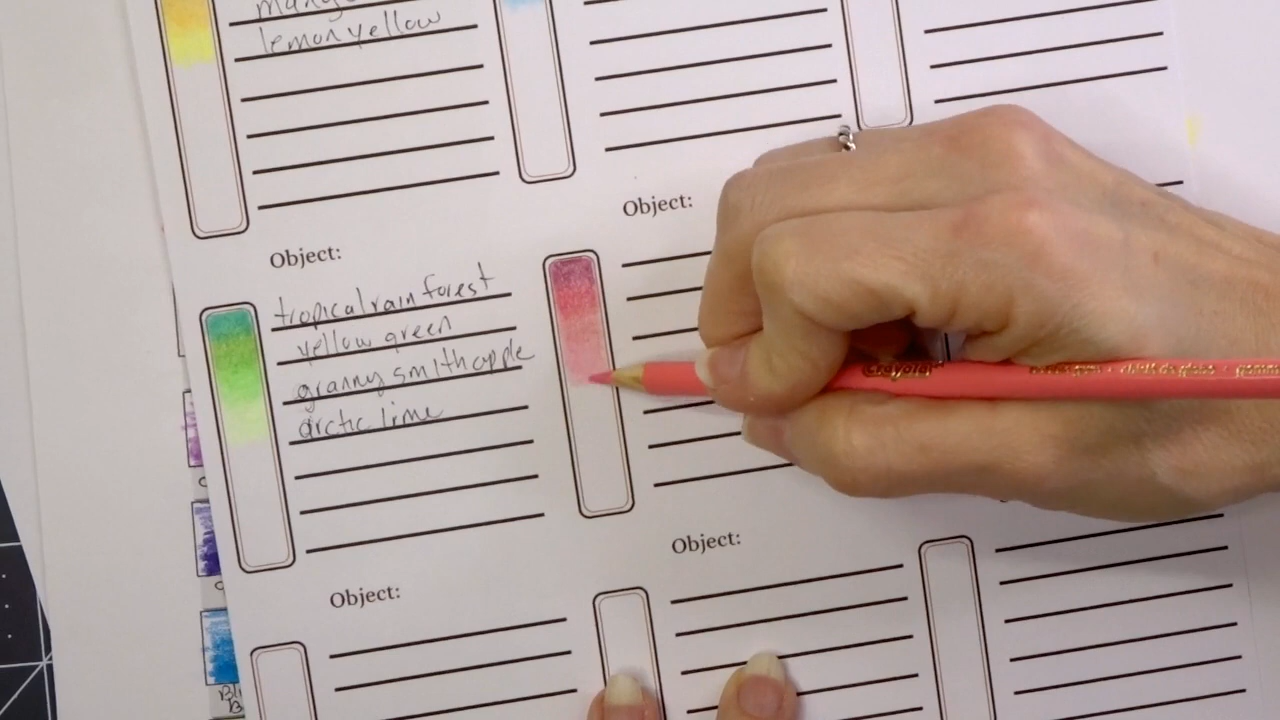 lemon yellow
Object:
Object:
tropical rain forest
yellow green
granny smith apple
arctic lime
Crayola
Object:
Object: